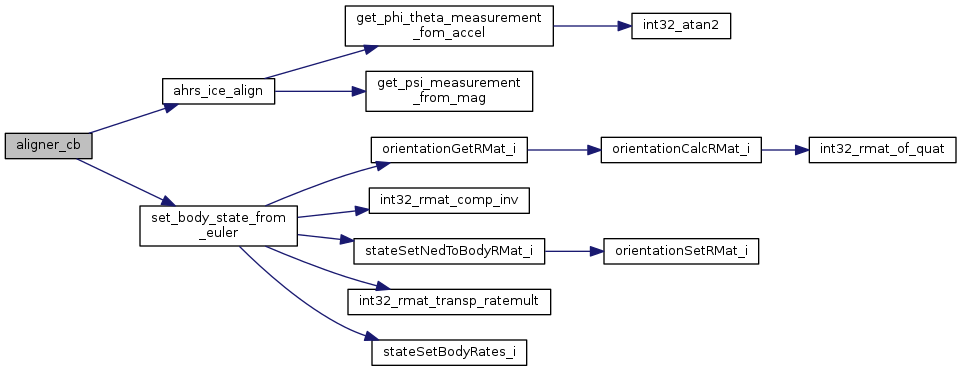 get_phi_theta_measurement
_fom_accel
int32_atan2
ahrs_ice_align
get_psi_measurement
_from_mag
aligner_cb
orientationGetRMat_i
orientationCalcRMat_i
int32_rmat_of_quat
set_body_state_from
_euler
int32_rmat_comp_inv
stateSetNedToBodyRMat_i
orientationSetRMat_i
int32_rmat_transp_ratemult
stateSetBodyRates_i